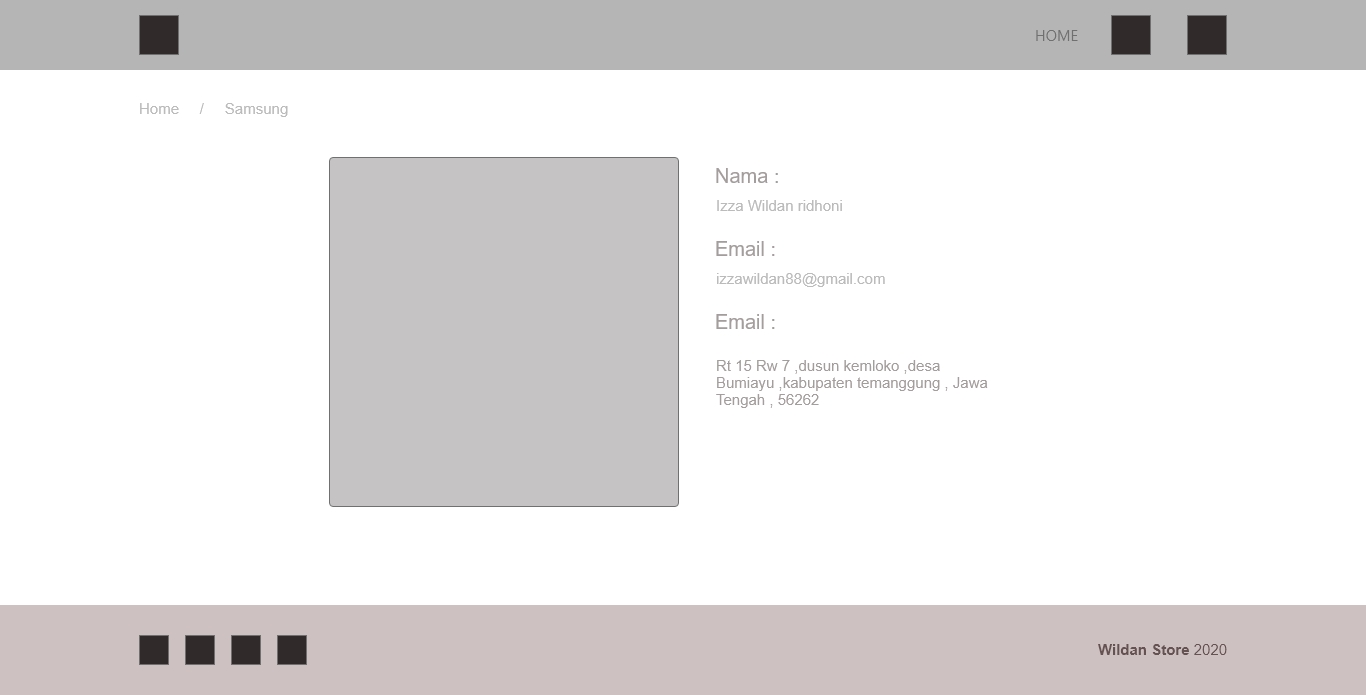 HOME
Home / Samsung
Nama :
Izza Wildan ridhoni
Email :
izzawildan88@gmail.com
Email :
Rt 15 Rw 7 ,dusun kemloko ,desa
Bumiayu ,kabupaten temanggung , Jawa
Tengah , 56262
Wildan Store 2020